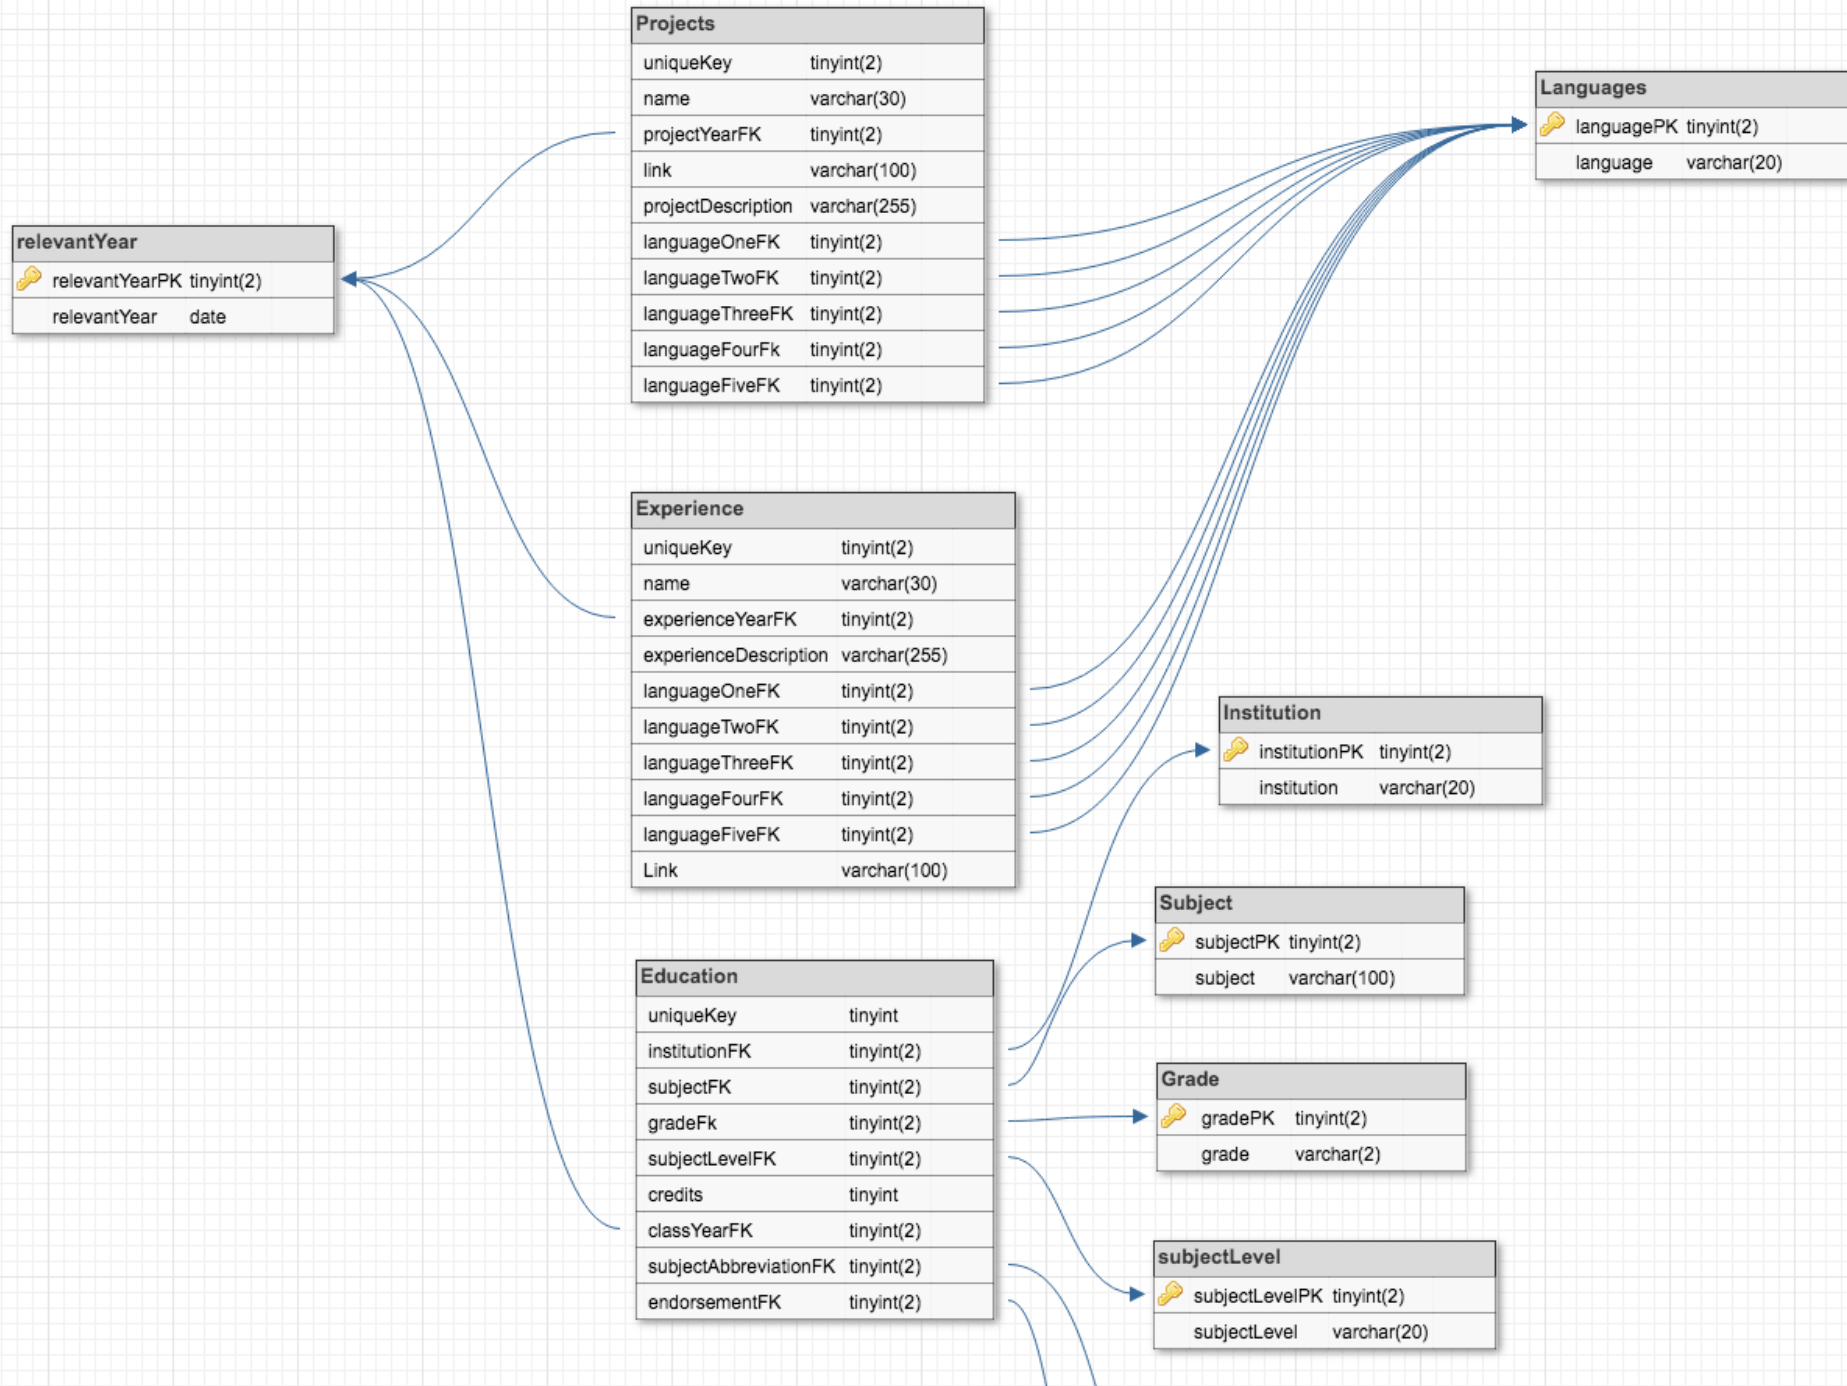 Projects
uniqueKey tinyint(2)
name varchar(30)
projectYearFK tinyint(2)
link varchar(100)
projectDescription varchar(255)
languageOneFK tinyint(2)
languageTwoFK tinyint(2)
languageThreeFK tinyint(2)
languageFourFk tinyint(2)
languageFiveFK tinyint(2)
Languages
languagePK tinyint(2)
language varchar(20)
relevantYear
relevantYearPK tinyint(2)
relevantYear date
Experience
uniqueKey tinyint(2)
name varchar(30)
experienceYearFK tinyint(2)
experienceDescription varchar(255)
languageOneFK tinyint(2)
languageTwoFK tinyint(2)
languageThreeFK tinyint(2)
languageFourFK tinyint(2)
languageFiveFK tinyint(2)
Link varchar(100)
Institution
institutionPK tinyint(2)
institution varchar(20)
Subject
subjectPK tinyint(2)
subject varchar(100)
Education
uniqueKey tinyint
institutionFK tinyint(2)
subjectFK tinyint(2)
gradeFk tinyint(2)
subjectLevelFK tinyint(2)
credits tinyint
classYearFK tinyint(2)
subjectAbbreviationFK tinyint(2)
endorsementFK tinyint(2)
Grade
gradePK tinyint(2)
grade varchar(2)
subjectLevel
subjectLevelPK tinyint(2)
subjectLevel varchar(20)